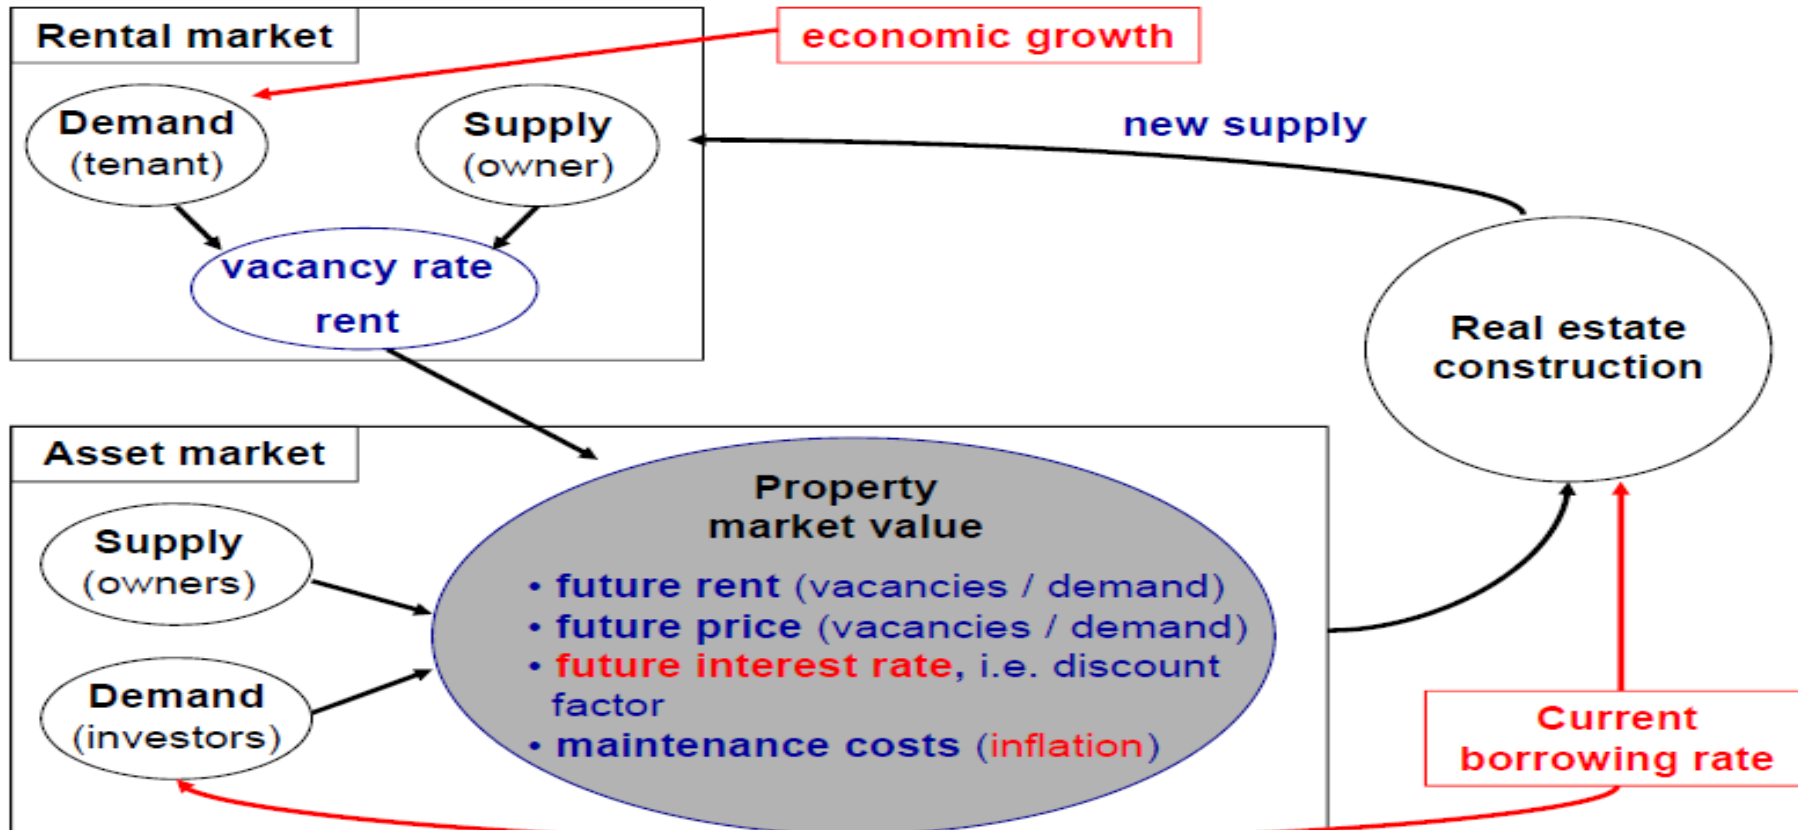 Rental market
economic growth
Demand
(tenant)
Supply
(owner)
new supply
vacancy rate
rent
Real estate
construction
Asset market
Property
market value
Supply
(owners)
• future rent (vacancies / demand)
• future price (vacancies / demand)
• future interest rate, i.e. discount
factor
• maintenance costs (inflation)
Demand
(investors)
Current
borrowing rate